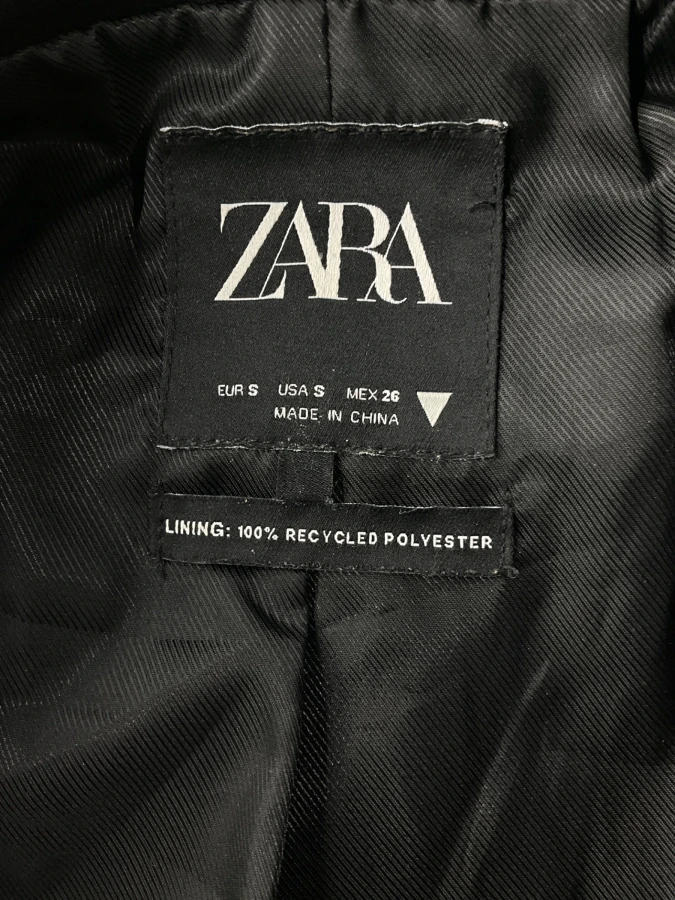 ZARA
EUR S USA S MEX 26
MADE IN CHINA
LINING: 100% RECYCLED POLYESTER